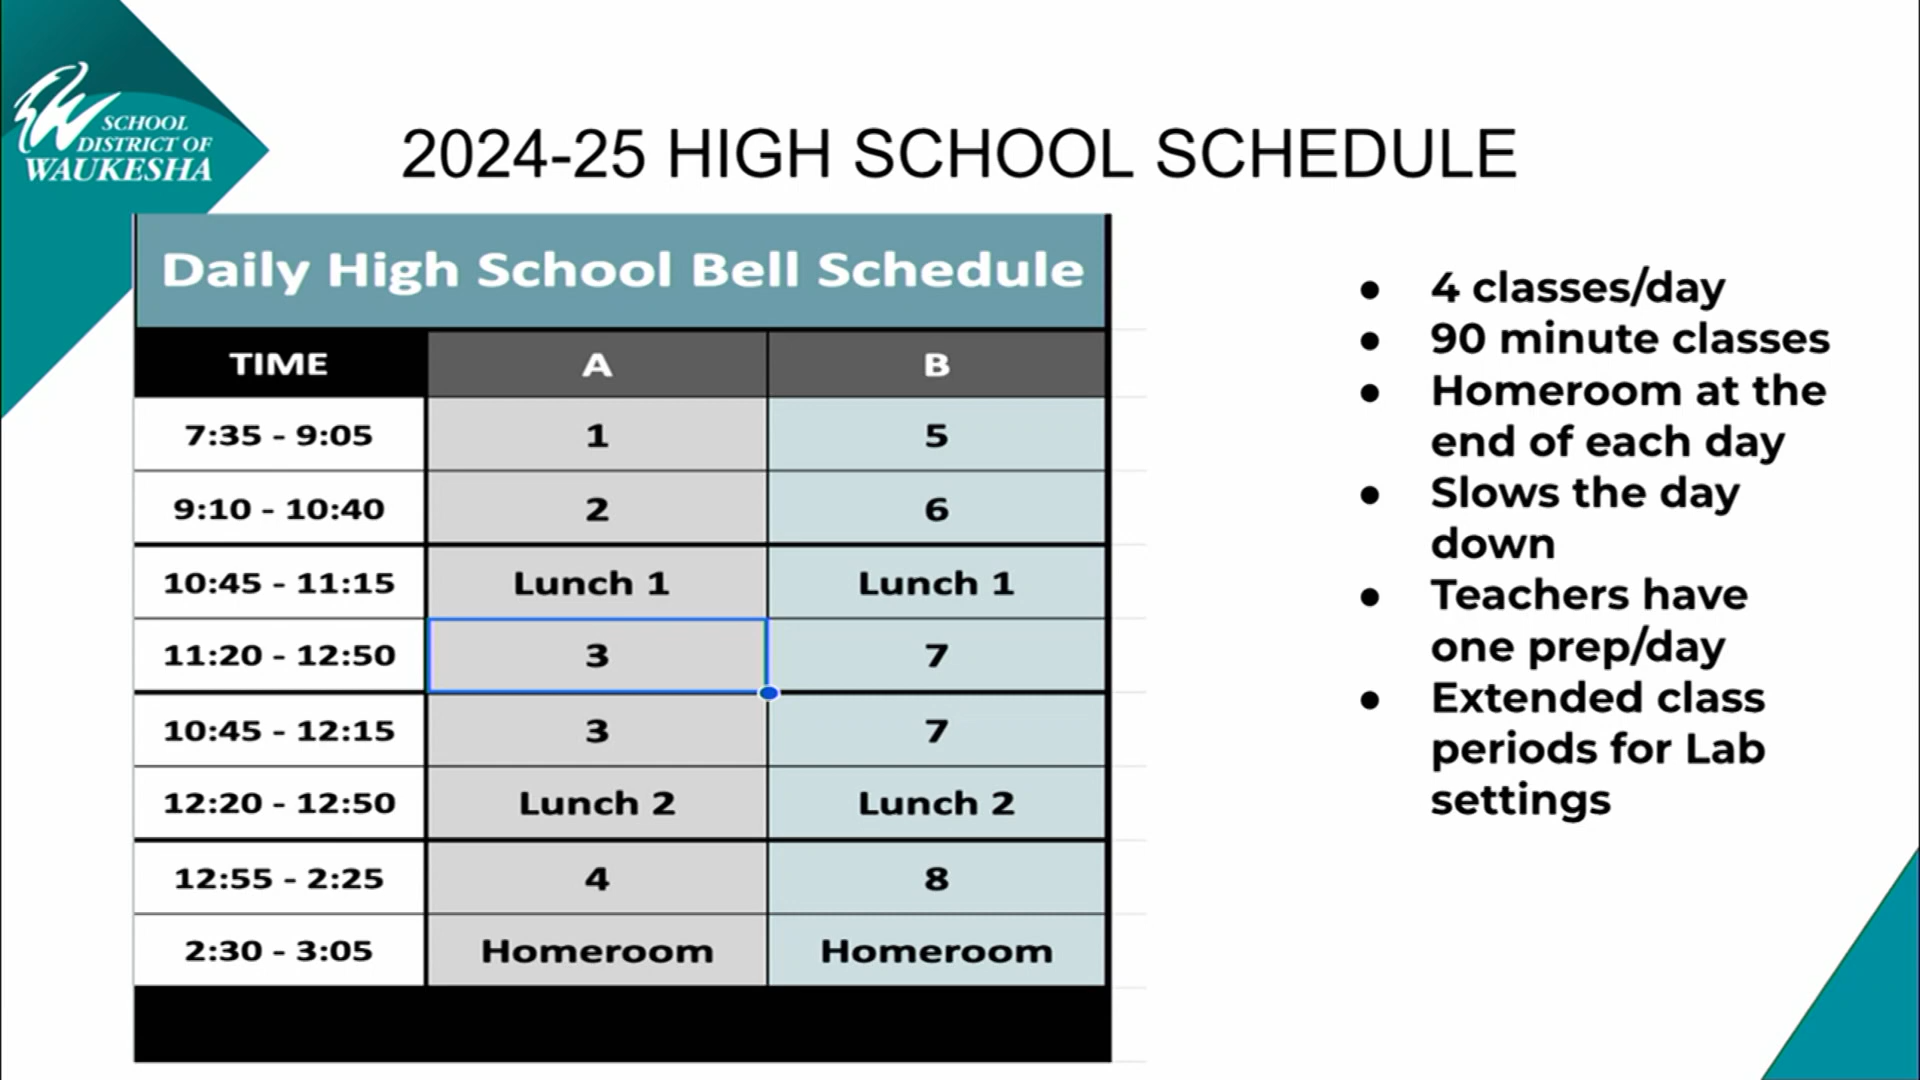 SCHOOL
DISTRICT OF
WAUKESHA
2024-25 HIGH SCHOOL SCHEDULE
Daily High School Bell Schedule
TIME A B
7:35 - 9:05 1 5
9:10 - 10:40 2 6
10:45 - 11:15 Lunch 1 Lunch 1
11:20 - 12:50 3 7
10:45 - 12:15 3 7
12:20 - 12:50 Lunch 2 Lunch 2
12:55 - 2:25 4 8
2:30 - 3:05 Homeroom Homeroom
● 4 classes/day
● 90 minute classes
● Homeroom at the
end of each day
● Slows the day
down
● Teachers have
one prep/day
● Extended class
periods for Lab
settings